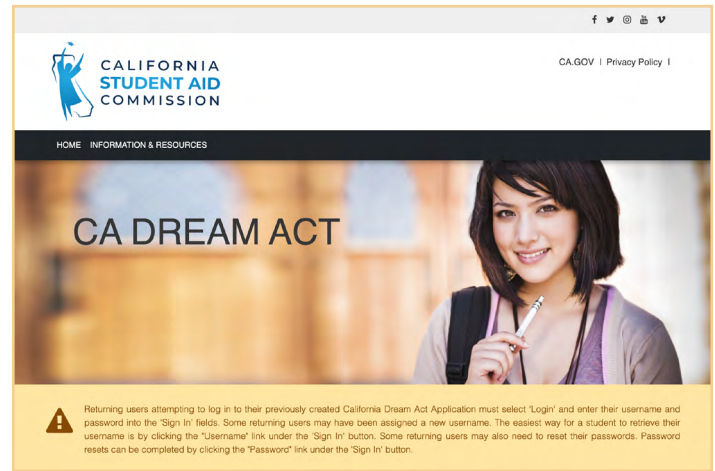 CALIFORNIA
STUDENT AID
COMMISSION
CA.GOV | Privacy Policy |
HOME INFORMATION & RESOURCES
CA DREAM ACT
Returning users attempting to log in to their previously created California Dream Act Application must select 'Login' and enter their username and
password into the 'Sign In' fields. Some returning users may have been assigned a new username. The easiest way for a student to retrieve their
username is by clicking the "Username" link under the 'Sign In' button. Some returning users may also need to reset their passwords. Password
resets can be completed by clicking the "Password" link under the 'Sign In' button.